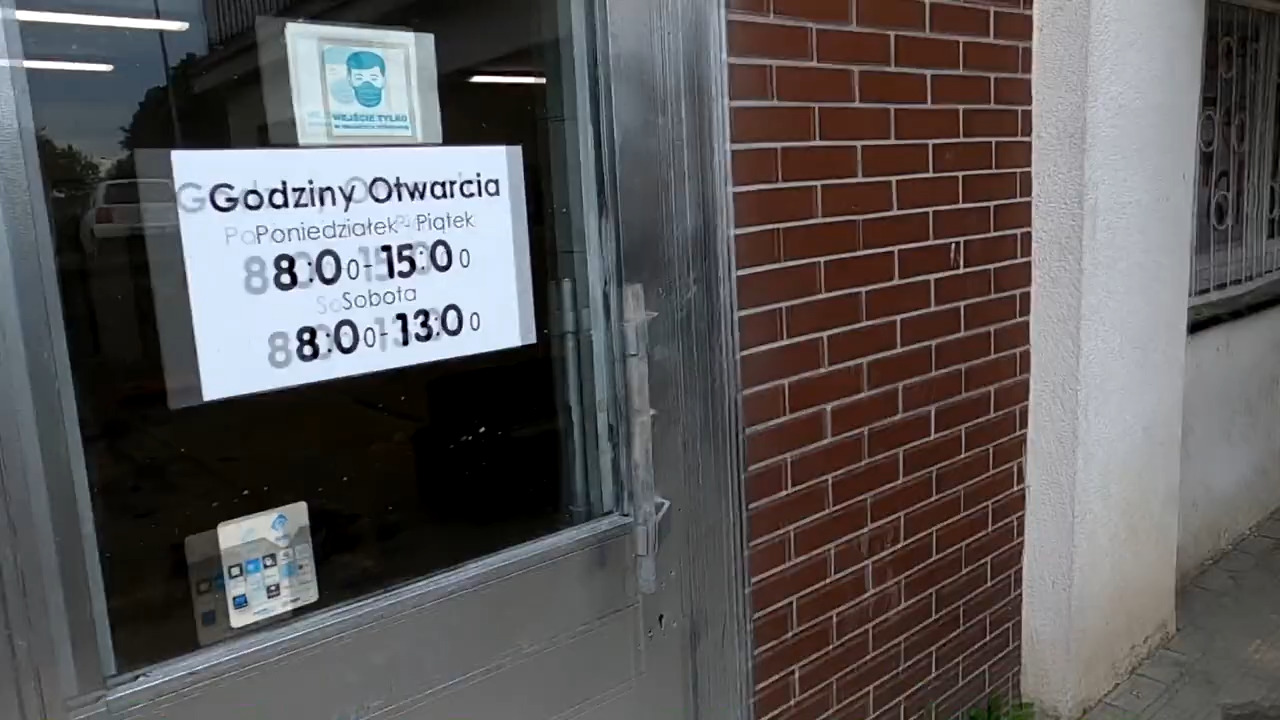 WEJŚCIE TYLKO
Godziny Otwarcia
Poniedziałek - Piątek
8:00-15:00
Sobota
8:00-13:00